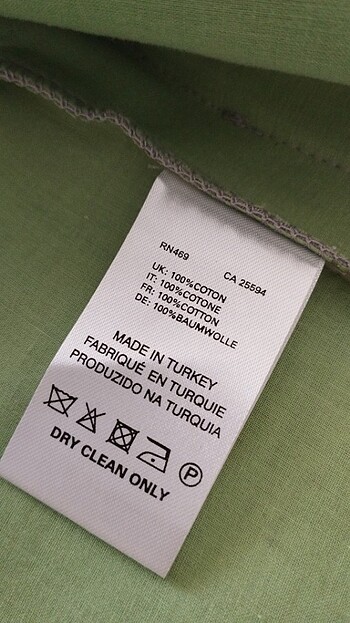 RN469 CA 25594
UK: 100%COTON
IT: 100%COTONE
FR: 100%COTTON
DE: 100%BAUMWOLLE
MADE IN TURKEY
FABRIQUÉ EN TURQUIE
PRODUZIDO NA TURQUIA
P
DRY CLEAN ONLY